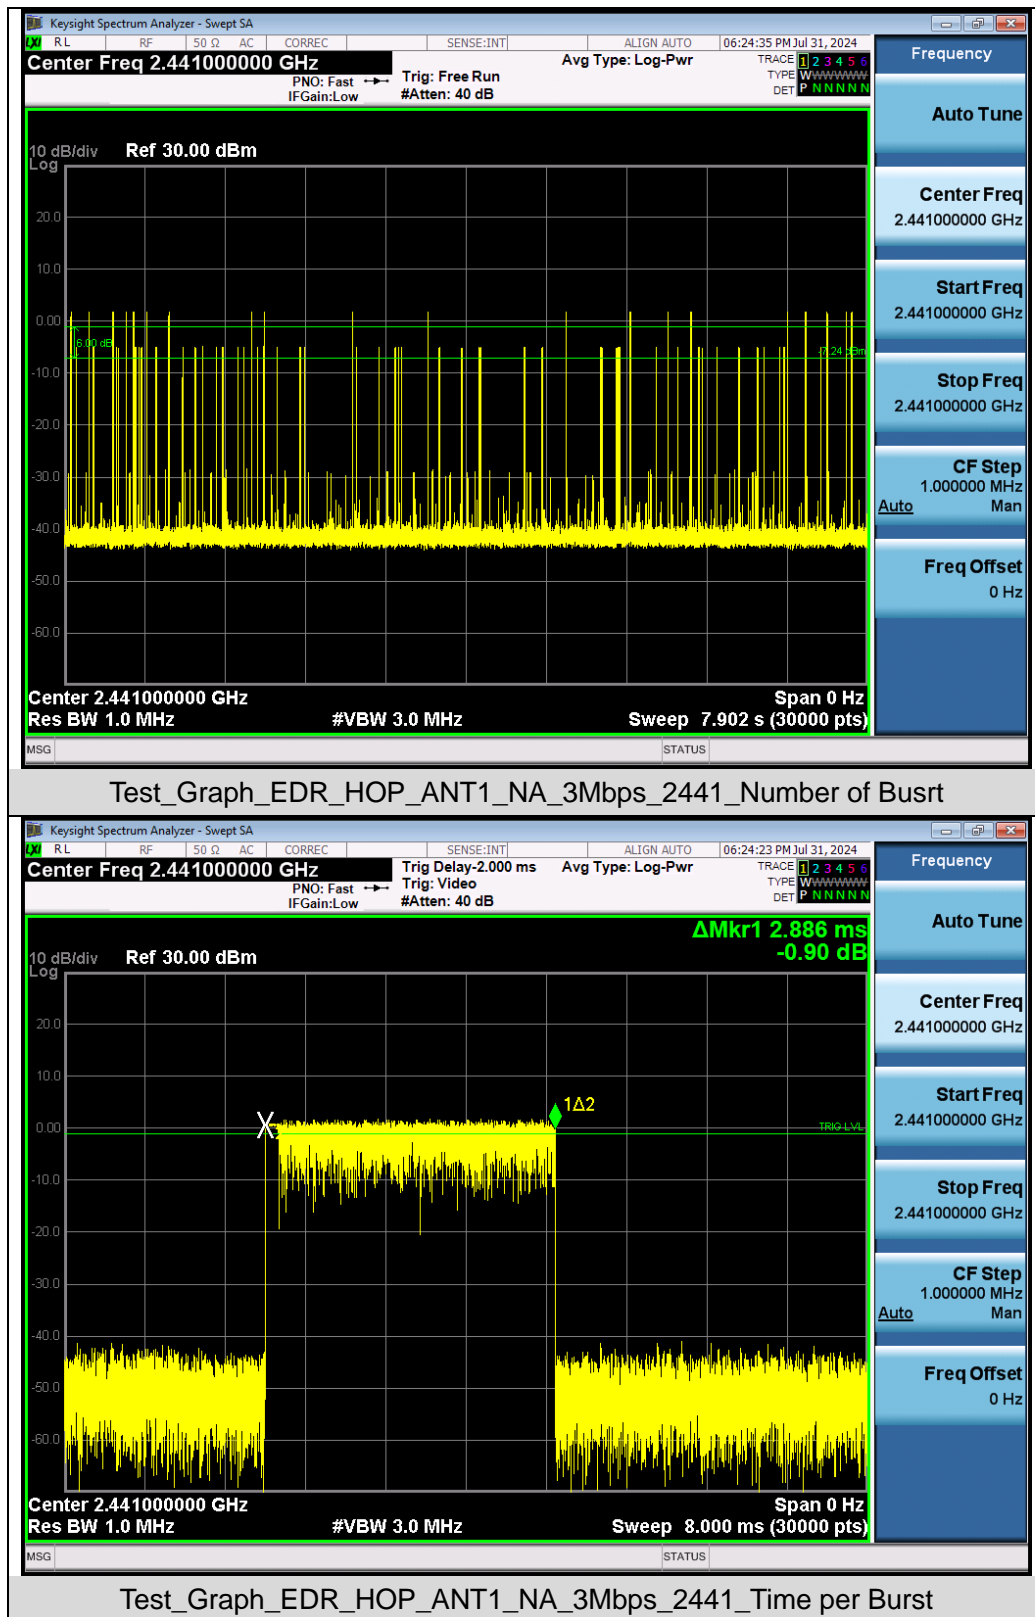 Keysight Spectrum Analyzer - Swept SA
LXI RL RF 50 Ω AC CORREC SENSE:INT ALIGN AUTO 06:24:35 PM Jul 31, 2024
Center Freq 2.441000000 GHz
PNO: Fast
IFGain:Low
Trig: Free Run
#Atten: 40 dB
Avg Type: Log-Pwr
TRACE 1 2 3 4 5 6
TYPE WWWWWW
DET P N N N N N
10 dB/div Ref 30.00 dBm
Log
20.0
10.0
0.00
6.00 dB
-7.24 dBm
-10.0
-20.0
-30.0
-40.0
-50.0
-60.0
Center 2.441000000 GHz Span 0 Hz
Res BW 1.0 MHz #VBW 3.0 MHz Sweep 7.902 s (30000 pts)
MSG STATUS
Frequency
Auto Tune
Center Freq
2.441000000 GHz
Start Freq
2.441000000 GHz
Stop Freq
2.441000000 GHz
CF Step
1.000000 MHz
Auto Man
Freq Offset
0 Hz
Test_Graph_EDR_HOP_ANT1_NA_3Mbps_2441_Number of Busrt
Keysight Spectrum Analyzer - Swept SA
LXI RL RF 50 Ω AC CORREC SENSE:INT ALIGN AUTO 06:24:23 PM Jul 31, 2024
Center Freq 2.441000000 GHz
PNO: Fast
IFGain:Low
Trig Delay-2.000 ms
Trig: Video
#Atten: 40 dB
Avg Type: Log-Pwr
TRACE 1 2 3 4 5 6
TYPE WWWWWW
DET P N N N N N
ΔMkr1 2.886 ms
-0.90 dB
10 dB/div Ref 30.00 dBm
Log
20.0
10.0
1Δ2
0.00
TRIG LVL
-10.0
-20.0
-30.0
-40.0
-50.0
-60.0
Center 2.441000000 GHz Span 0 Hz
Res BW 1.0 MHz #VBW 3.0 MHz Sweep 8.000 ms (30000 pts)
MSG STATUS
Frequency
Auto Tune
Center Freq
2.441000000 GHz
Start Freq
2.441000000 GHz
Stop Freq
2.441000000 GHz
CF Step
1.000000 MHz
Auto Man
Freq Offset
0 Hz
Test_Graph_EDR_HOP_ANT1_NA_3Mbps_2441_Time per Burst